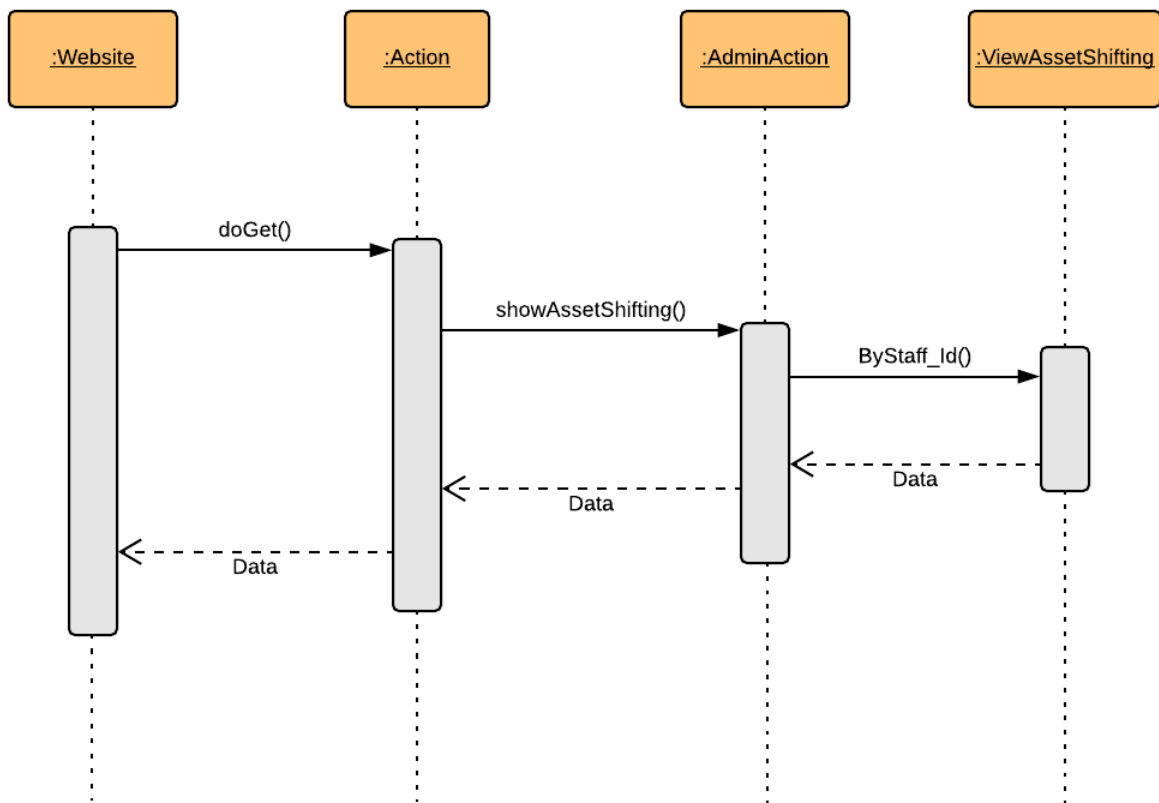 :Website
:Action
:AdminAction
:ViewAssetShifting
doGet()
showAssetShifting()
ByStaff_Id()
Data
Data
Data